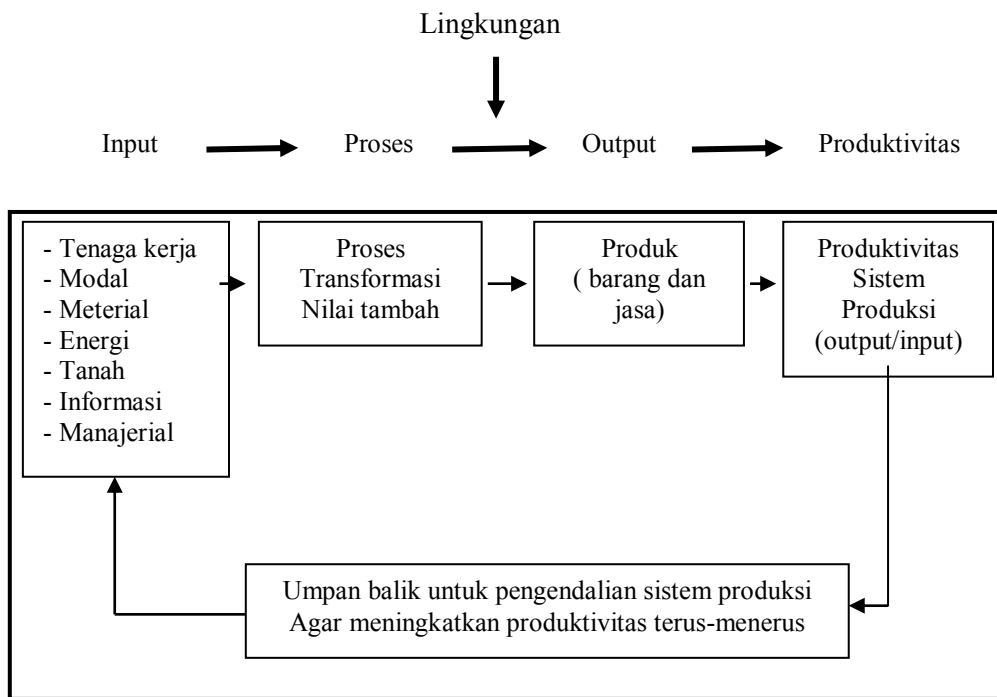 Lingkungan
Input
Proses
Output
Produktivitas
- Tenaga kerja
- Modal
- Meterial
- Energi
- Tanah
- Informasi
- Manajerial
Proses
Transformasi
Nilai tambah
Produk
( barang dan
jasa)
Produktivitas
Sistem
Produksi
(output/input)
Umpan balik untuk pengendalian sistem produksi
Agar meningkatkan produktivitas terus-menerus